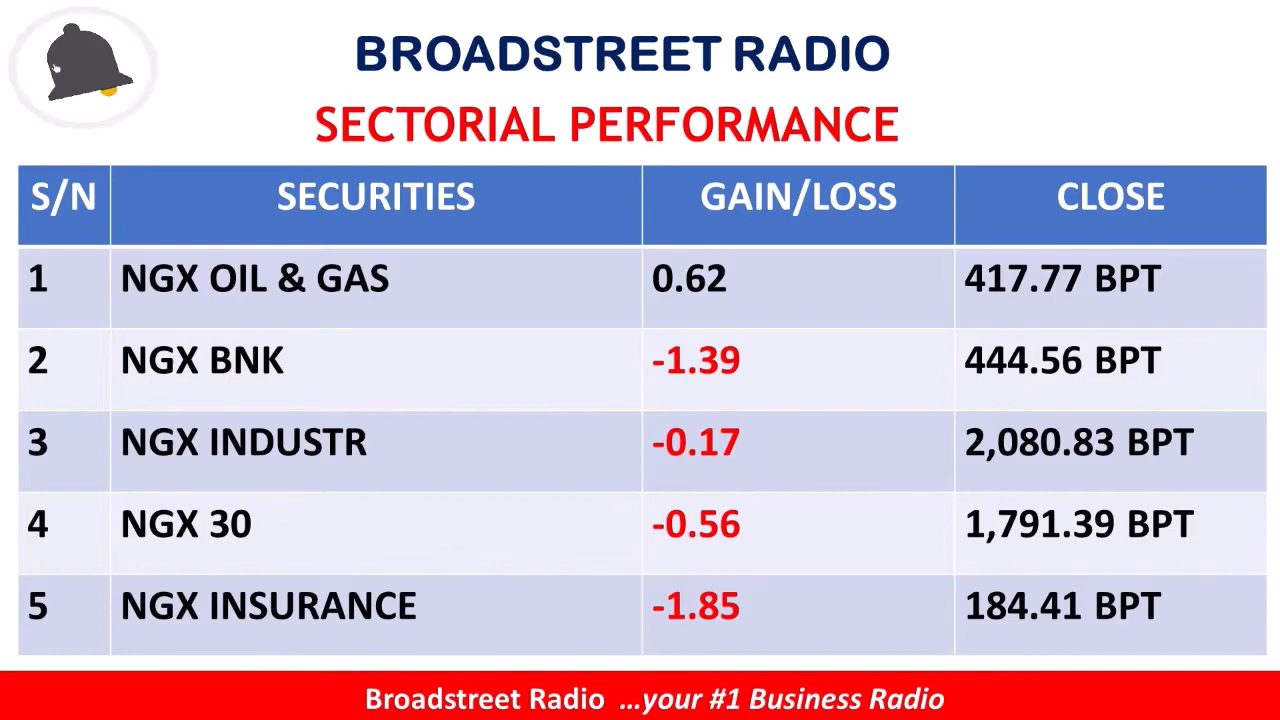 BROADSTREET RADIO
SECTORIAL PERFORMANCE
S/N SECURITIES GAIN/LOSS CLOSE
1 NGX OIL & GAS 0.62 417.77 BPT
2 NGX BNK -1.39 444.56 BPT
3 NGX INDUSTR -0.17 2,080.83 BPT
4 NGX 30 -0.56 1,791.39 BPT
5 NGX INSURANCE -1.85 184.41 BPT
Broadstreet Radio ...your #1 Business Radio